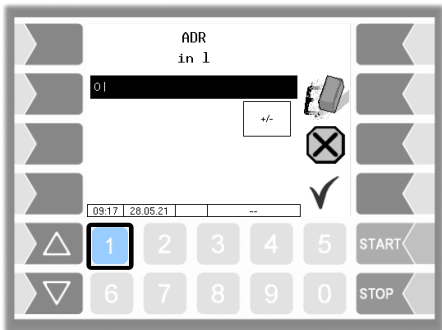 ADR
in l
0
+/-
09:17 28.05.21 --
1 2 3 4 5 START
6 7 8 9 0 STOP